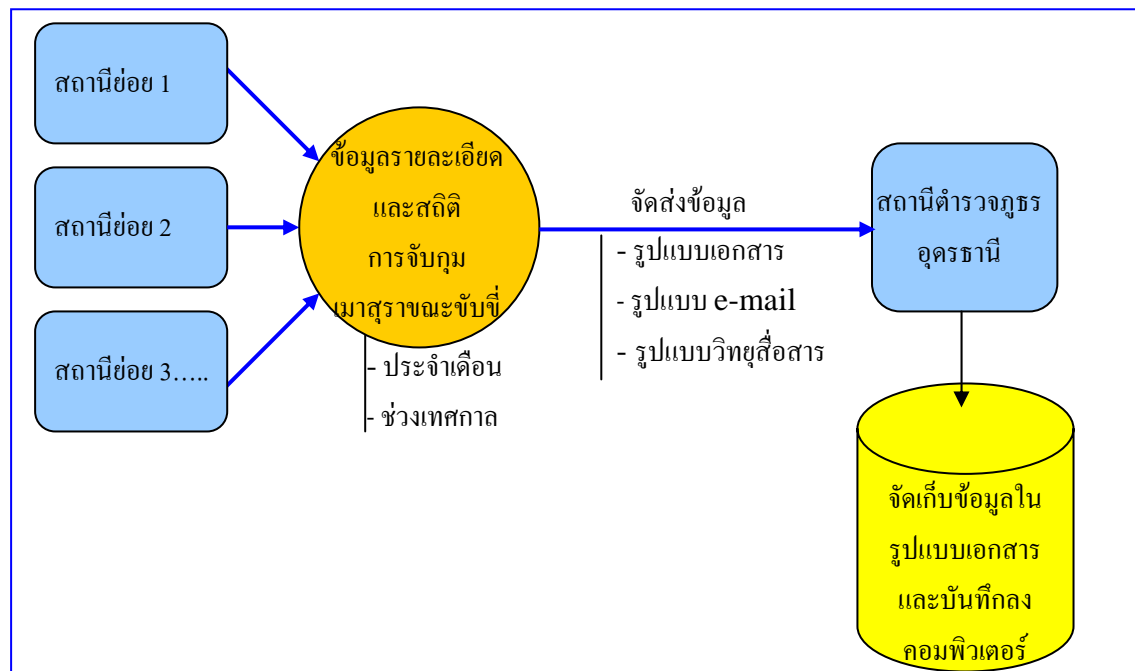 สถานีย่อย 1
สถานีย่อย 2
สถานีย่อย 3.....
ข้อมูลรายละเอียด
และสถิติ
การจับกุม
เมาสุราขณะขับขี่
- ประจำเดือน
- ช่วงเทศกาล
จัดส่งข้อมูล
- รูปแบบเอกสาร
- รูปแบบ e-mail
- รูปแบบวิทยุสื่อสาร
สถานีตำรวจภูธร
อุดรธานี
จัดเก็บข้อมูลใน
รูปแบบเอกสาร
และบันทึกลง
คอมพิวเตอร์